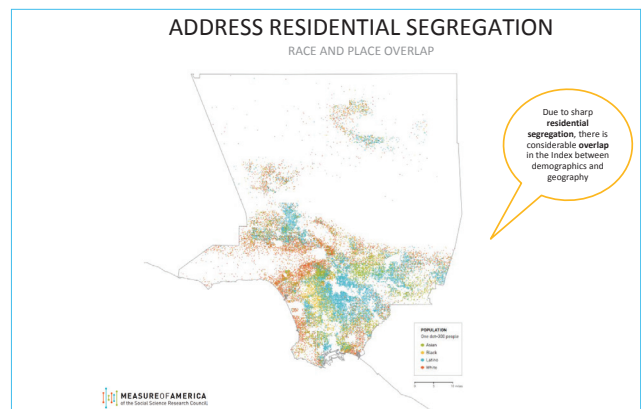 ADDRESS RESIDENTIAL SEGREGATION
RACE AND PLACE OVERLAP
Due to sharp
residential
segregation, there is
considerable overlap
in the Index between
demographics and
geography
POPULATION
Asian
Black
Latino
White
MEASUREOFAMERICA
of the Social Science Research Council